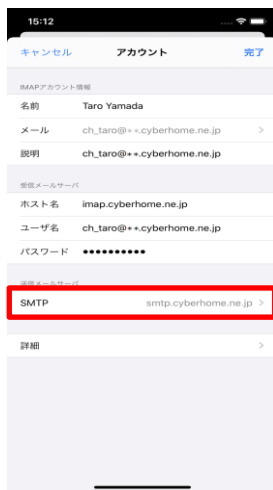 15:12
キャンセル アカウント 完了
IMAPアカウント情報
名前 Taro Yamada
メール ch_taro@**.cyberhome.ne.jp >
説明 ch_taro@**.cyberhome.ne.jp
受信メールサーバ
ホスト名 imap.cyberhome.ne.jp
ユーザ名 ch_taro@**.cyberhome.ne.jp
パスワード ●●●●●●●●●●
送信メールサーバ
SMTP smtp.cyberhome.ne.jp >
詳細 >